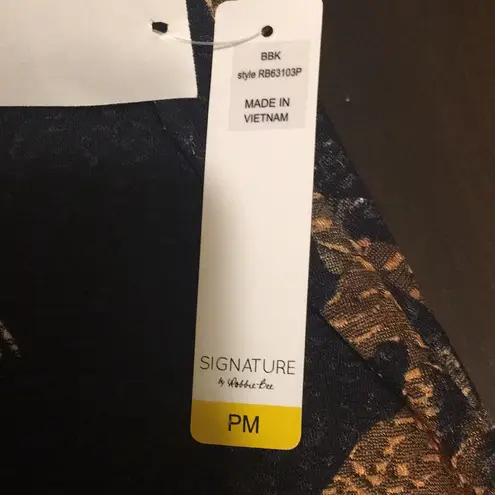 BBK
style RB63103P
MADE IN
VIETNAM
SIGNATURE
by Robbie Bee
PM